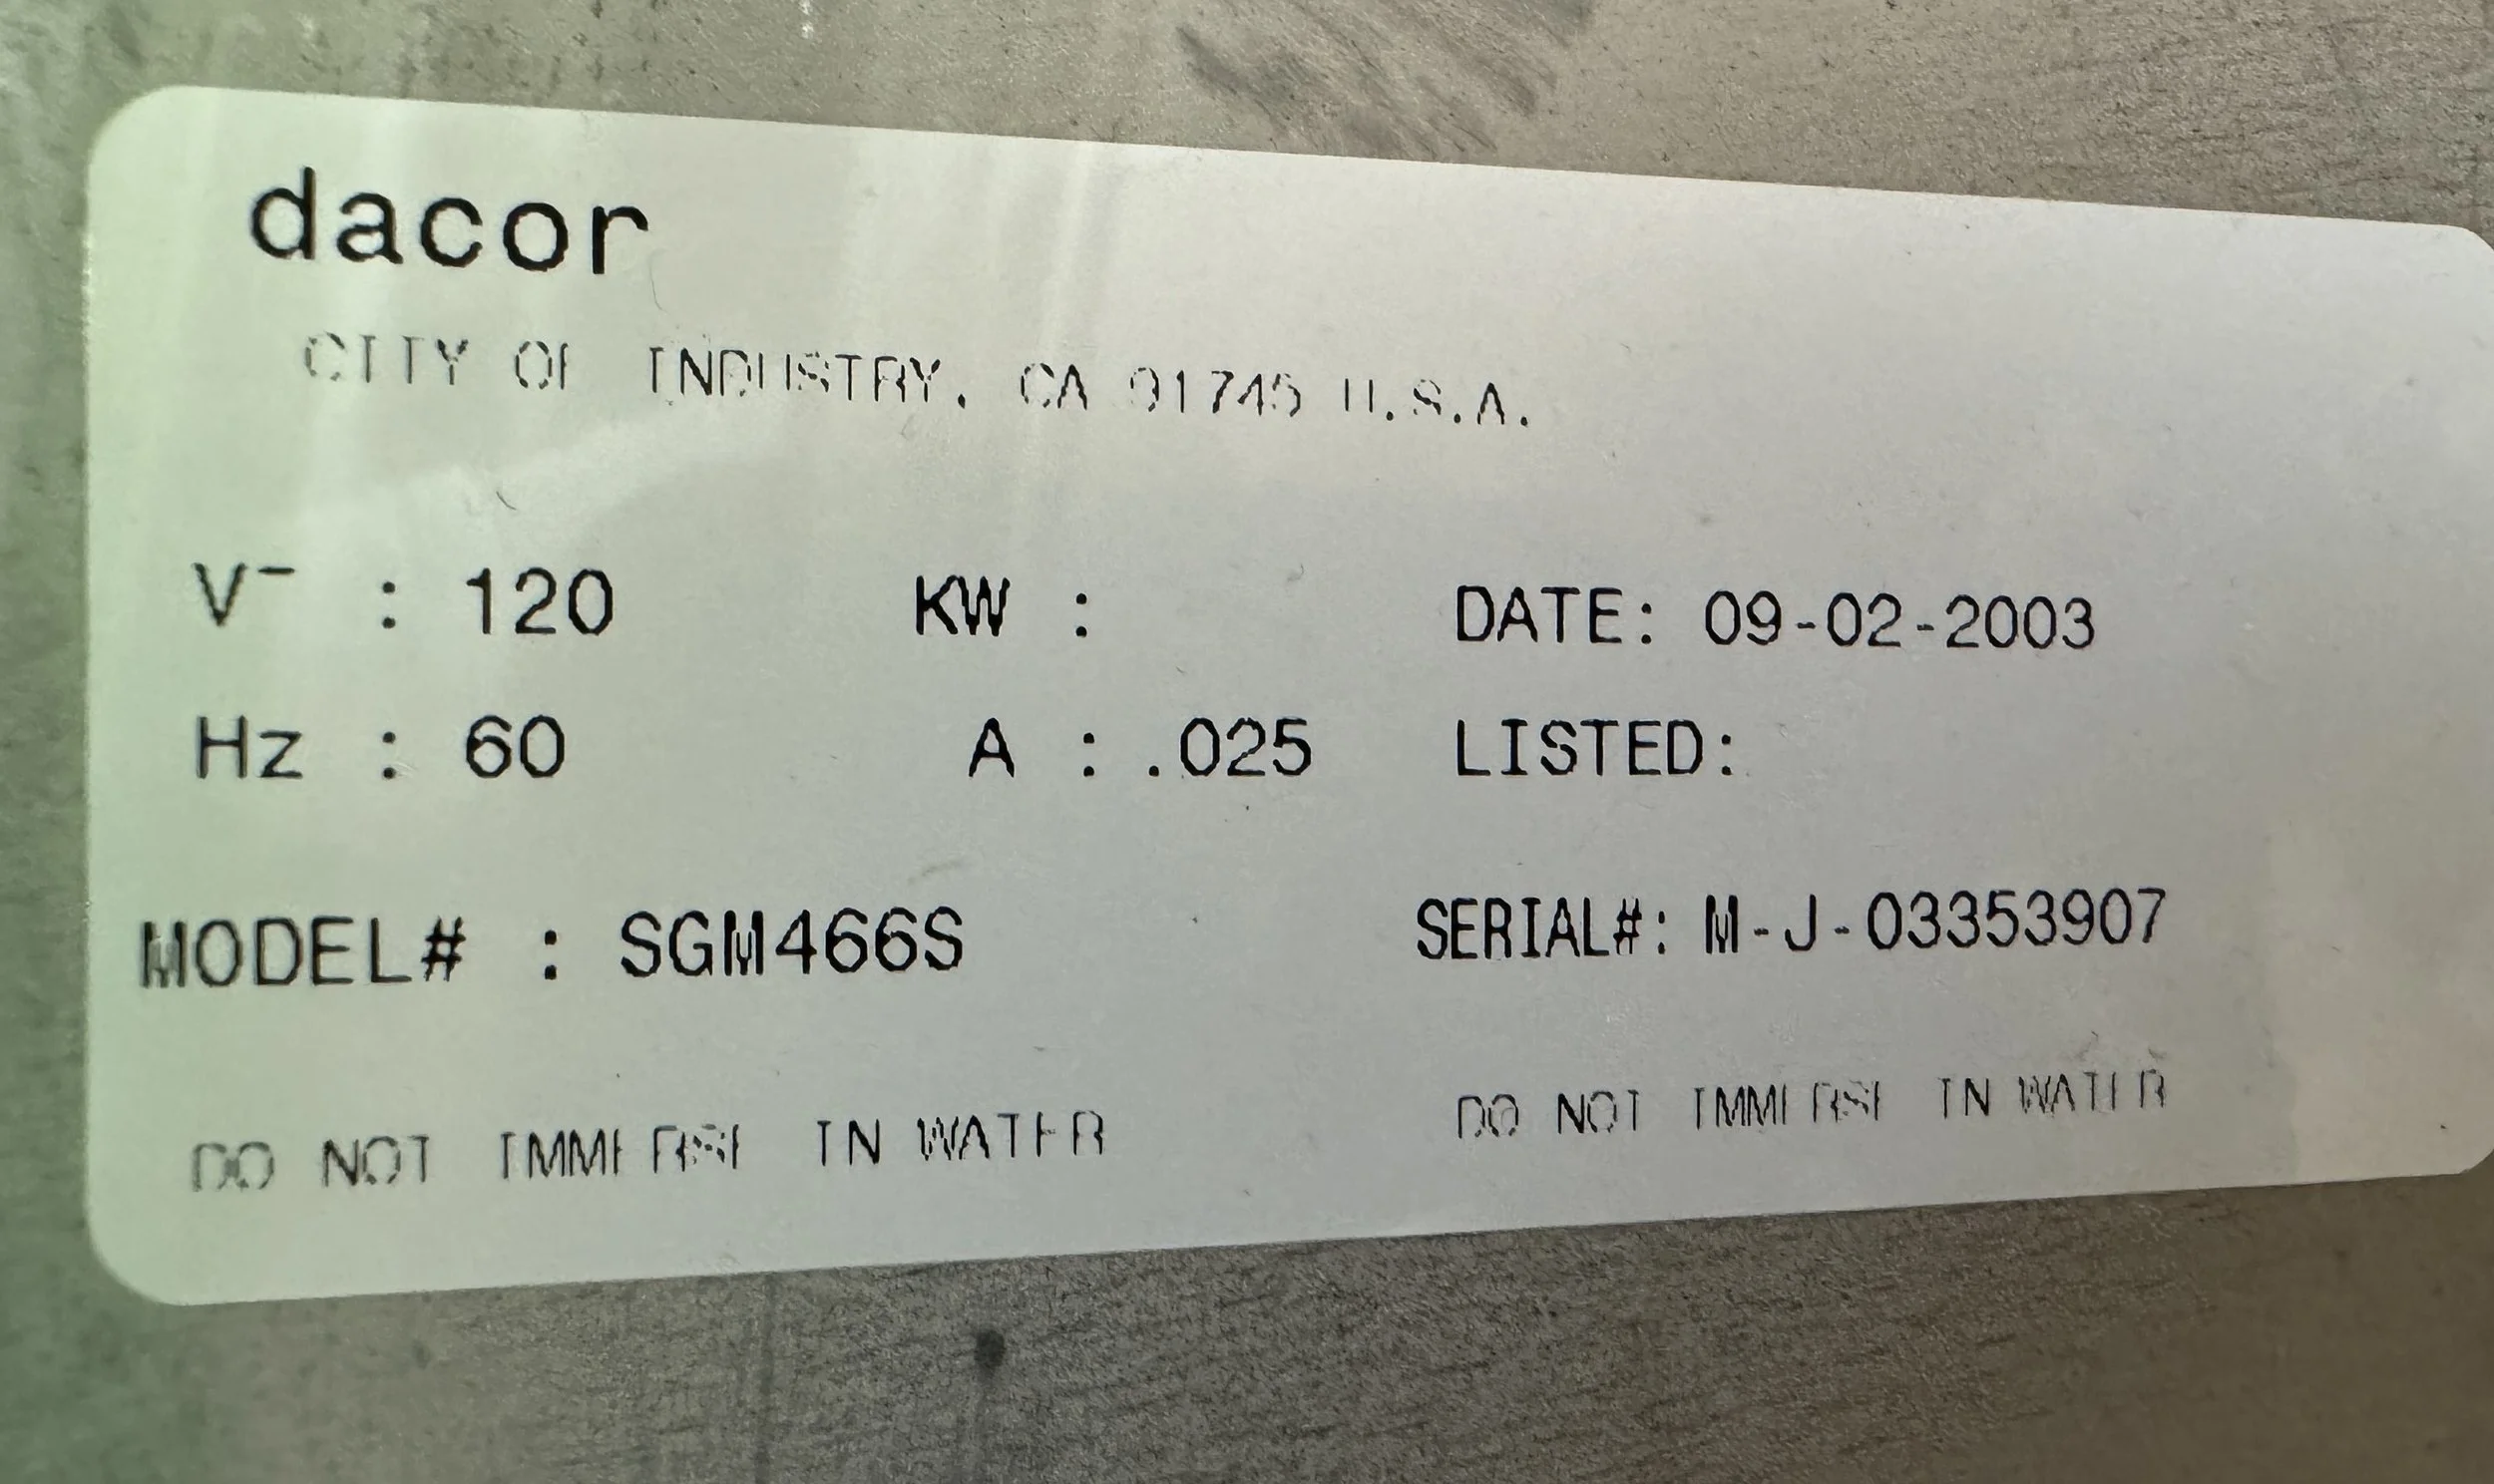 dacor
CITY OF INDUSTRY, CA 91745 U.S.A.
V¯ : 120 KW : DATE: 09-02-2003
Hz : 60 A : .025 LISTED:
MODEL# : SGM466S SERIAL#: M-J-03353907
DO NOT IMMERSE IN WATER DO NOT IMMERSE IN WATER